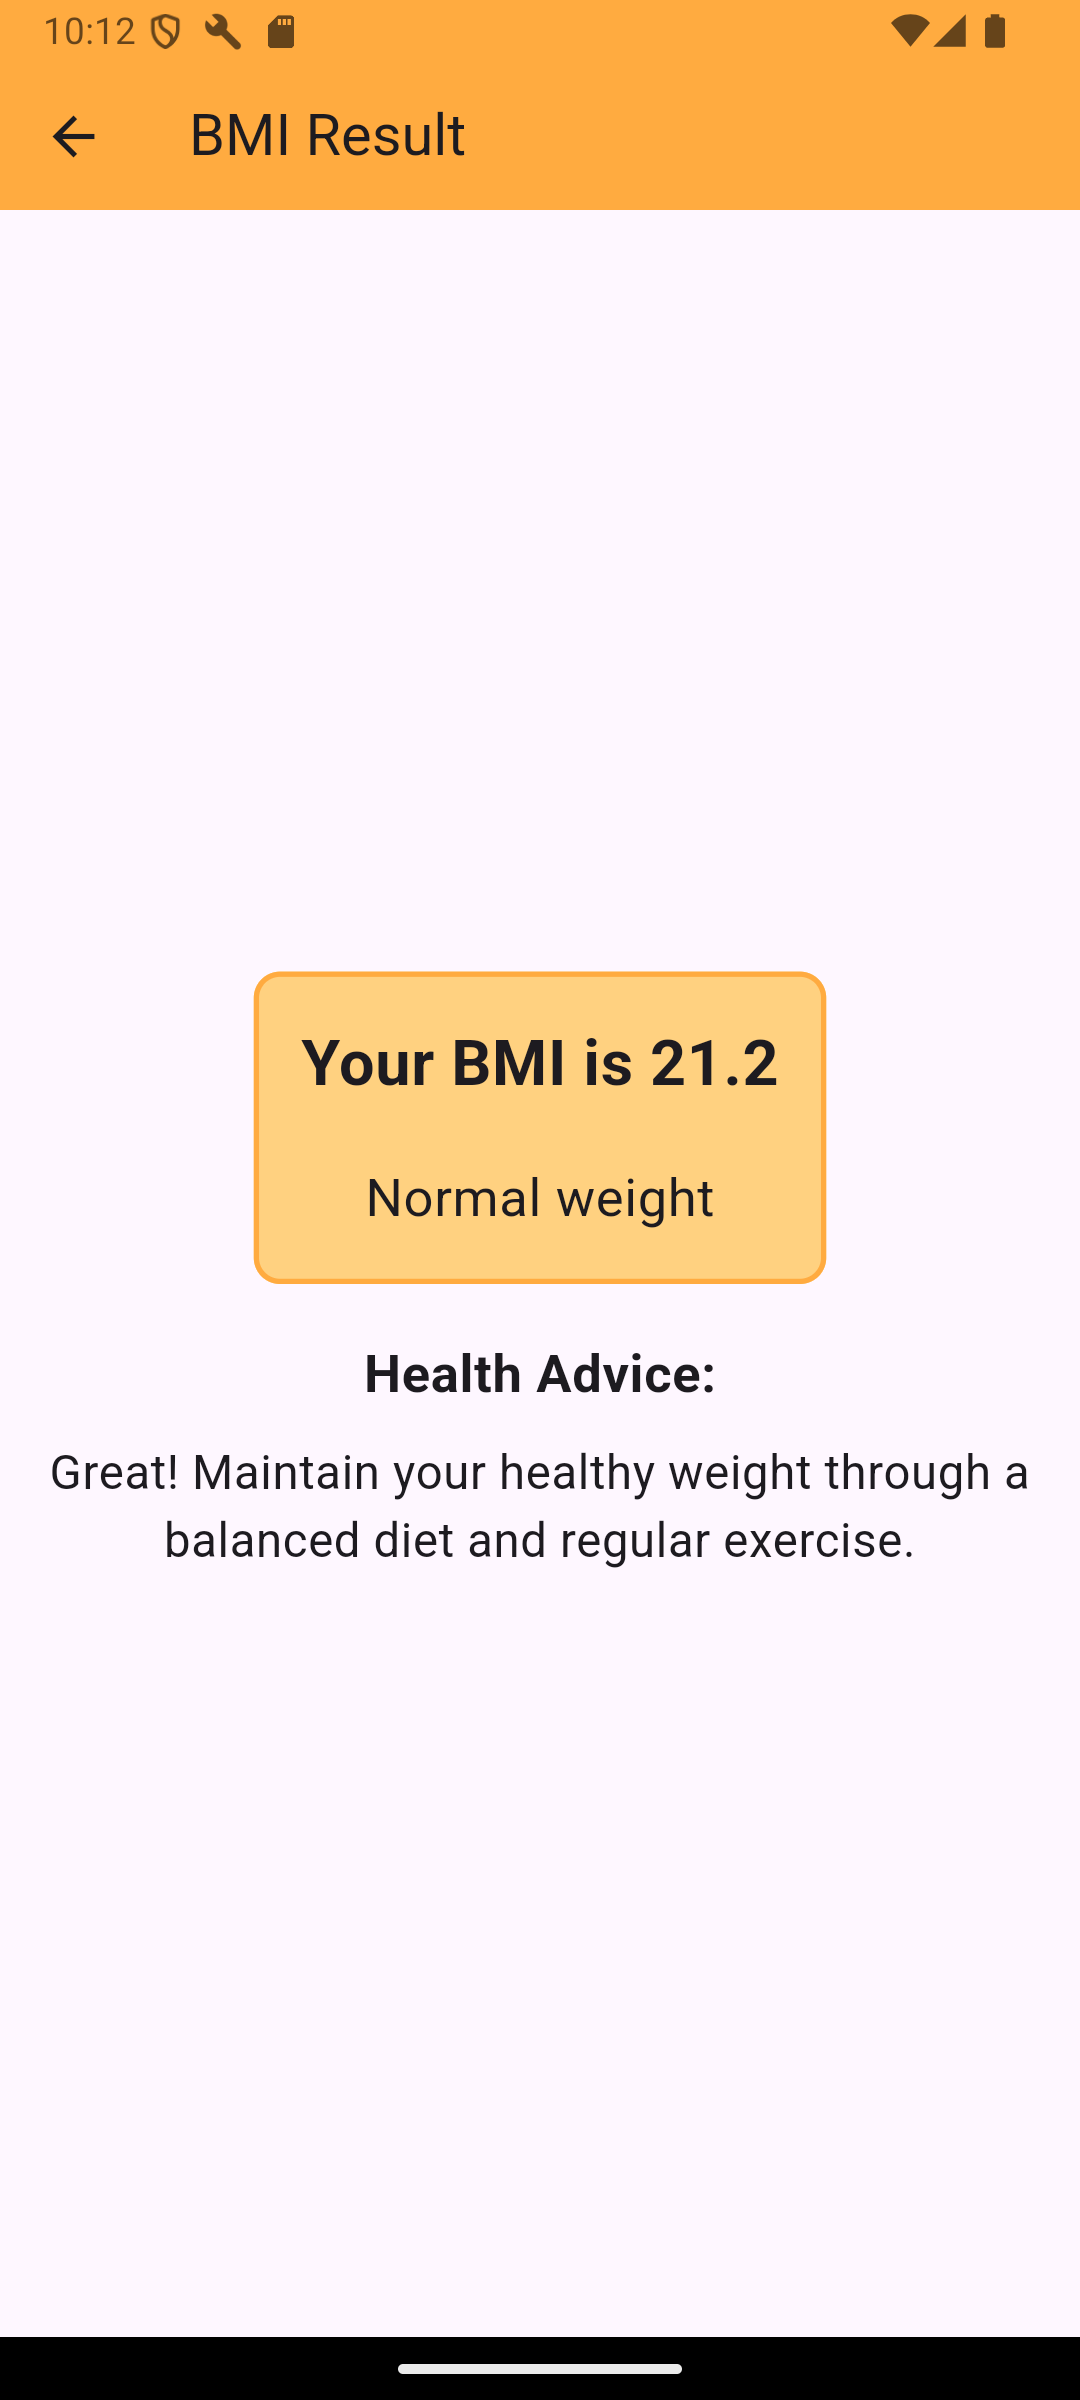 10:12
BMI Result
Your BMI is 21.2
Normal weight
Health Advice:
Great! Maintain your healthy weight through a
balanced diet and regular exercise.